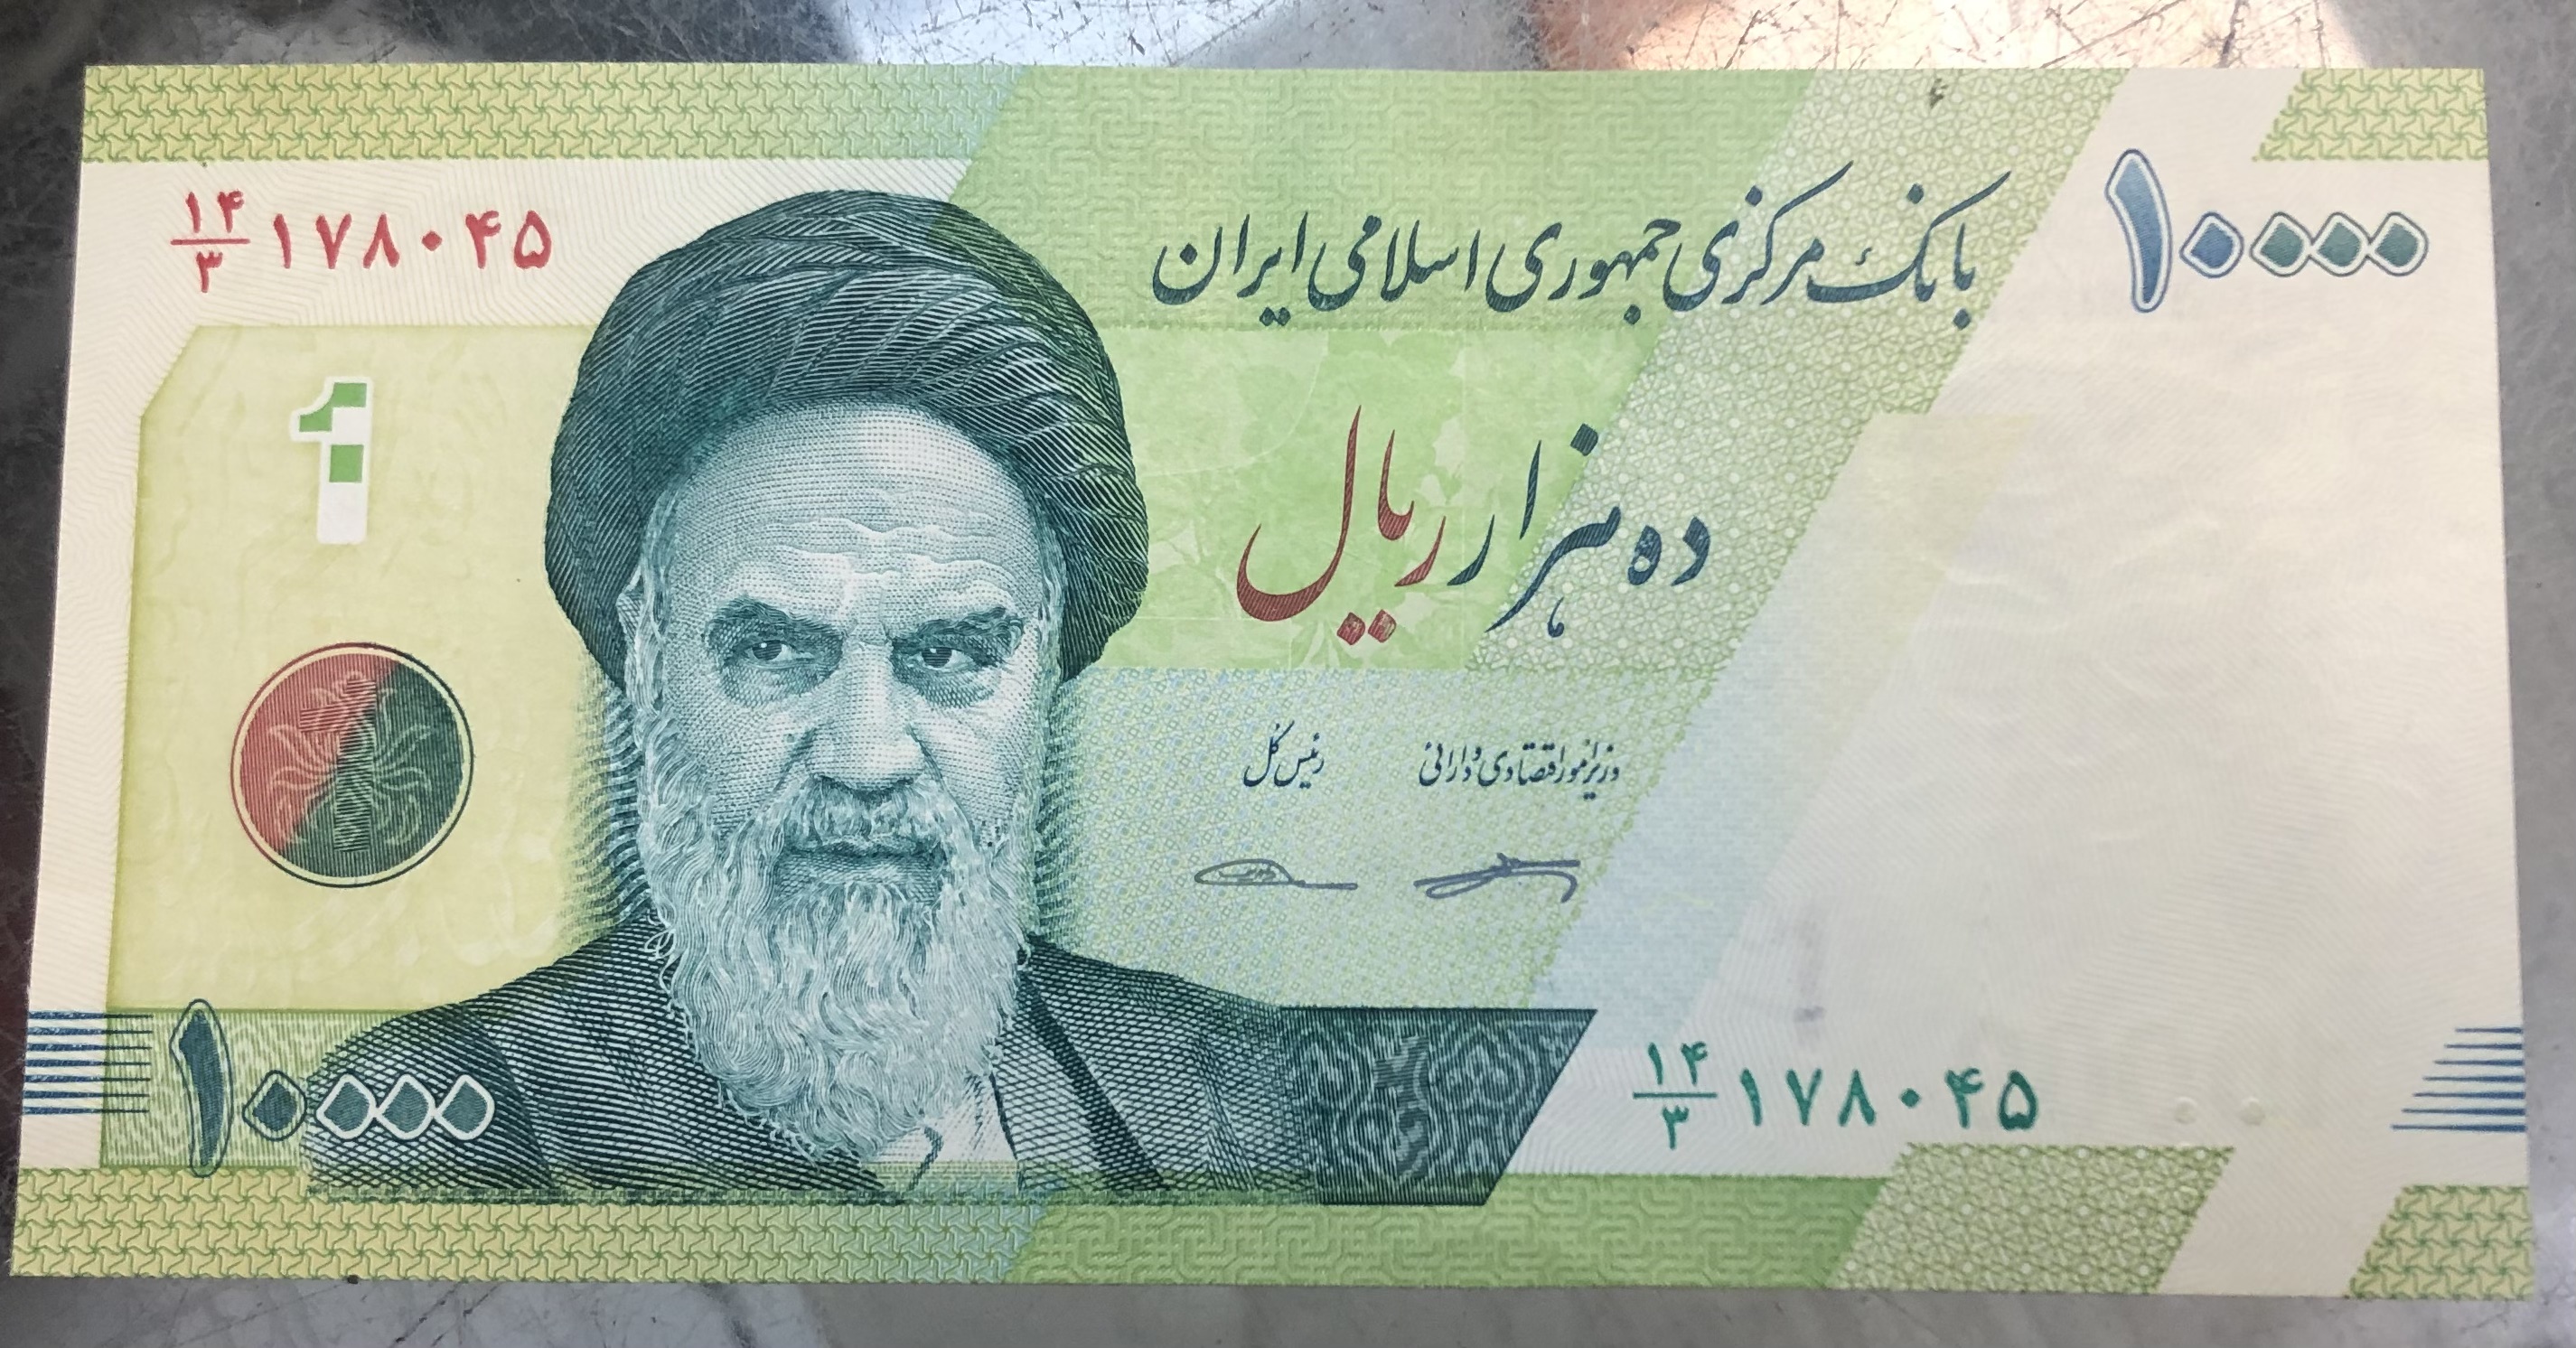 بانک مرکزی جمهوری اسلامی ایران
۱۰۰۰۰
۱۴/۳ ۱۷۸۰۴۵
1
ده هزار ریال
وزیر امور اقتصادی و دارائی
رئیس کل
۱۰۰۰۰
۱۴/۳ ۱۷۸۰۴۵